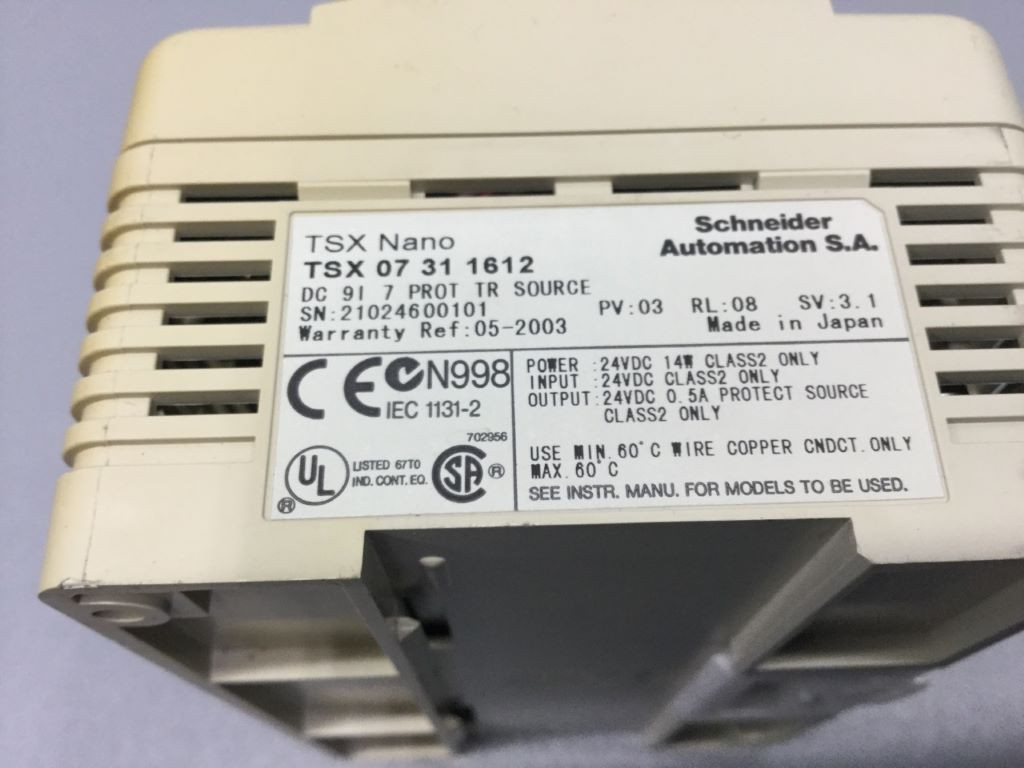 TSX Nano
TSX 07 31 1612
Schneider
Automation S.A.
DC 9I 7 PROT TR SOURCE
SN:21024600101 PV:03 RL:08 SV:3.1
Warranty Ref:05-2003 Made in Japan
CE N998
IEC 1131-2
702956
UL LISTED 67T0
IND. CONT. EQ.
SA ®
®
POWER :24VDC 14W CLASS2 ONLY
INPUT :24VDC CLASS2 ONLY
OUTPUT:24VDC 0.5A PROTECT SOURCE
CLASS2 ONLY
USE MIN.60°C WIRE COPPER CNDCT.ONLY
MAX.60°C
SEE INSTR. MANU. FOR MODELS TO BE USED.